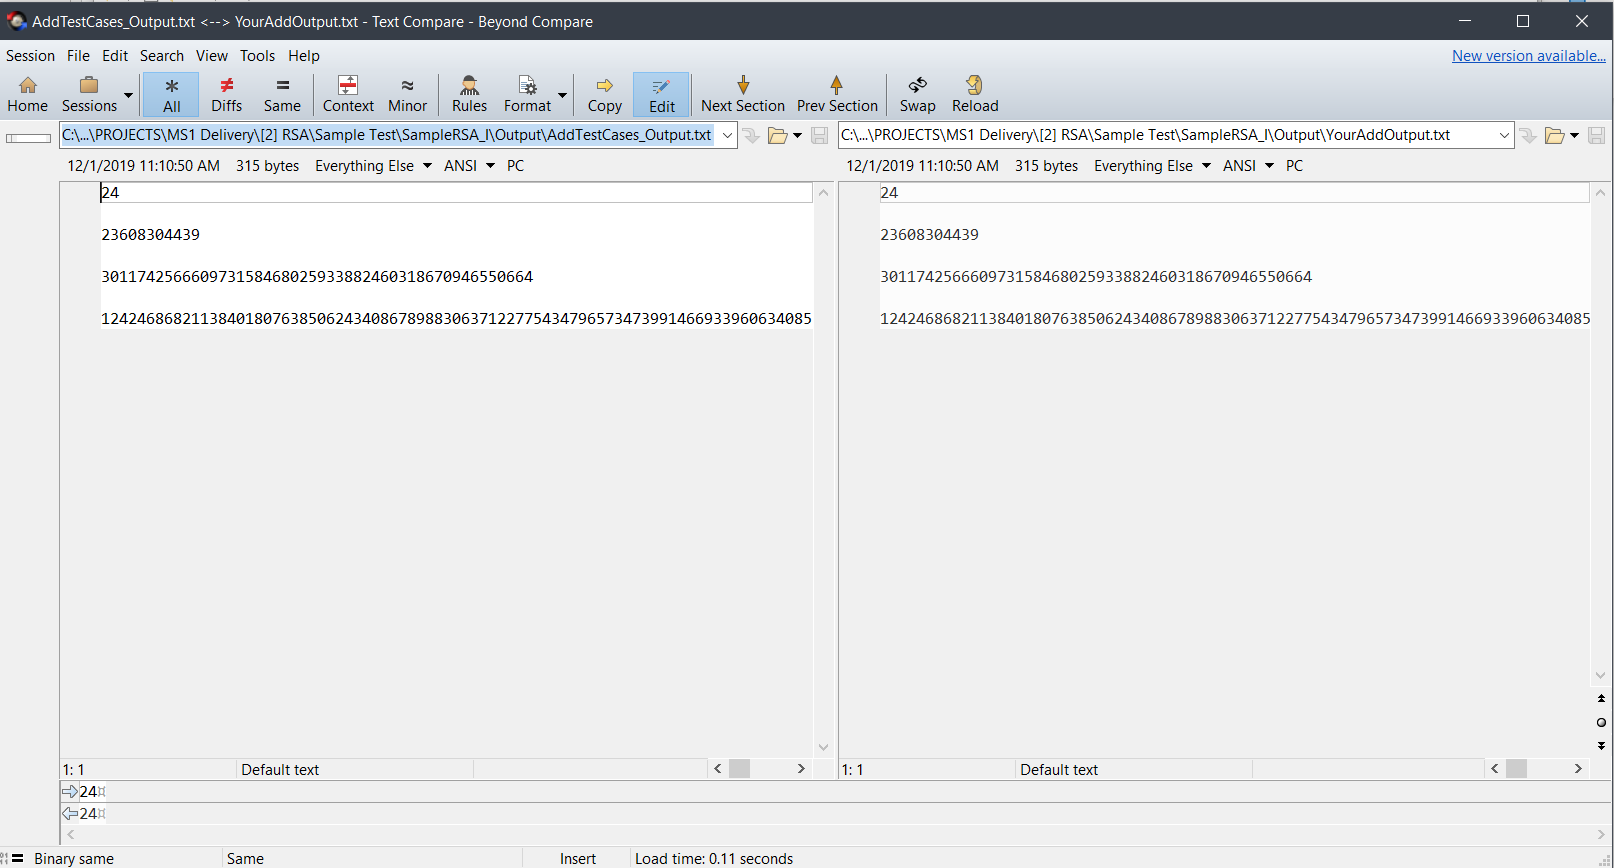 AddTestCases_Output.txt <--> YourAddOutput.txt - Text Compare - Beyond Compare
Session File Edit Search View Tools Help New version available...
Home Sessions All Diffs Same Context Minor Rules Format Copy Edit Next Section Prev Section Swap Reload
C:\...\PROJECTS\MS1 Delivery\[2] RSA\Sample Test\SampleRSA_I\Output\AddTestCases_Output.txt C:\...\PROJECTS\MS1 Delivery\[2] RSA\Sample Test\SampleRSA_I\Output\YourAddOutput.txt
12/1/2019 11:10:50 AM 315 bytes Everything Else ANSI PC 12/1/2019 11:10:50 AM 315 bytes Everything Else ANSI PC
24 24
23608304439 23608304439
301174256660973158468025933882460318670946550664 301174256660973158468025933882460318670946550664
1242468682113840180763850624340867898830637122775434796573473991466933960634085 1242468682113840180763850624340867898830637122775434796573473991466933960634085
1: 1 Default text 1: 1 Default text
24¤
24¤
Binary same Same Insert Load time: 0.11 seconds